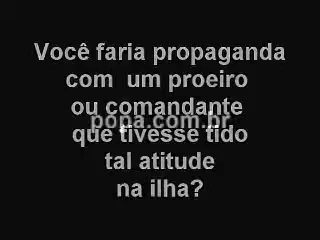 Você faria propaganda
com um proeiro
ou comandante
popa.com.br
que tivesse tido
tal atitude
na ilha?